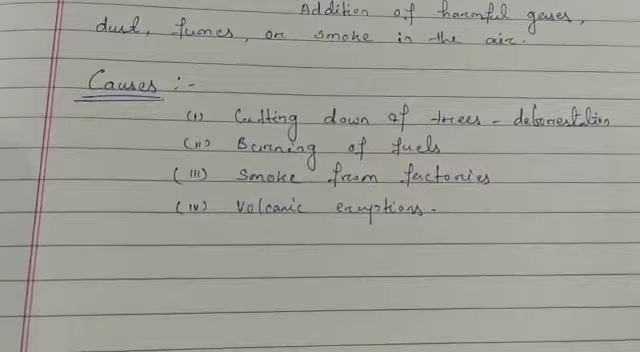 Addition of harmful geses,
dust, fumes, or smoke in the air.
Causes :-
(i) Cutting down of trees - deforestation
(ii) Burning of fuels
(iii) Smoke from factories
(iv) Volcanic eruptions.